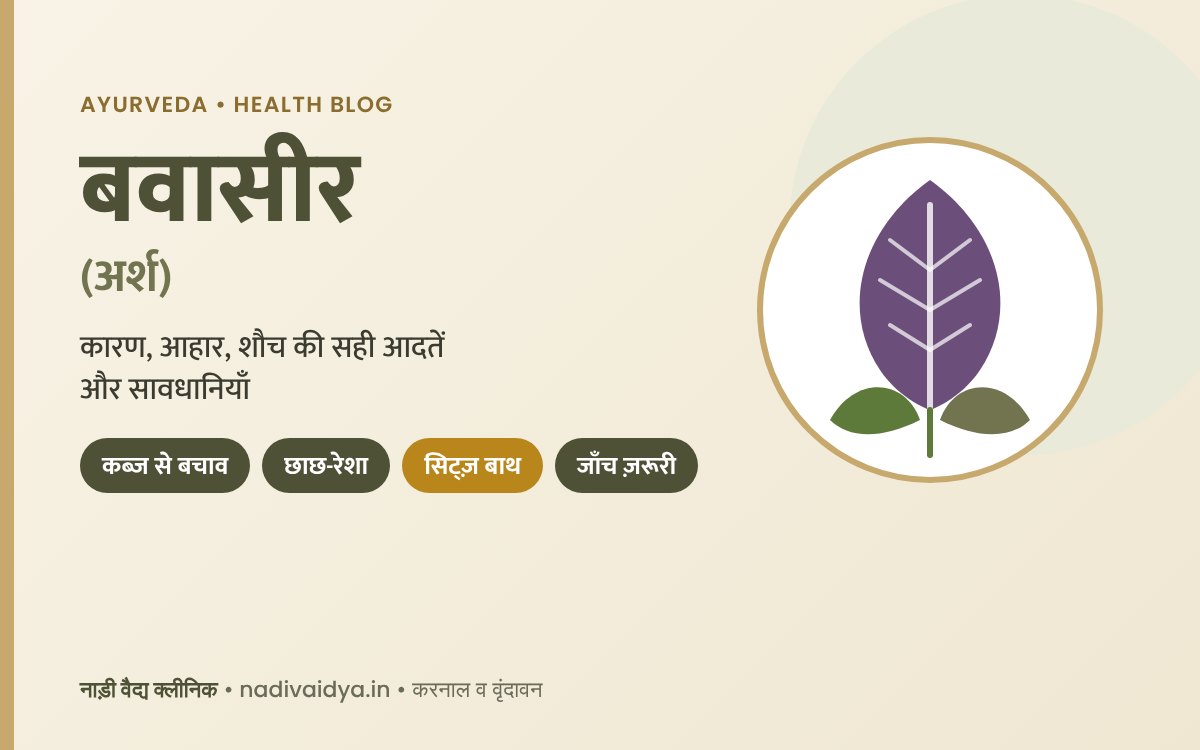 AYURVEDA • HEALTH BLOG
बवासीर
(अर्श)
कारण, आहार, शौच की सही आदतें
और सावधानियाँ
कब्ज से बचाव
छाछ-रेशा
सिट्ज़ बाथ
जाँच ज़रूरी
नाड़ी वैद्य क्लीनिक • nadivaidya.in • करनाल व वृंदावन